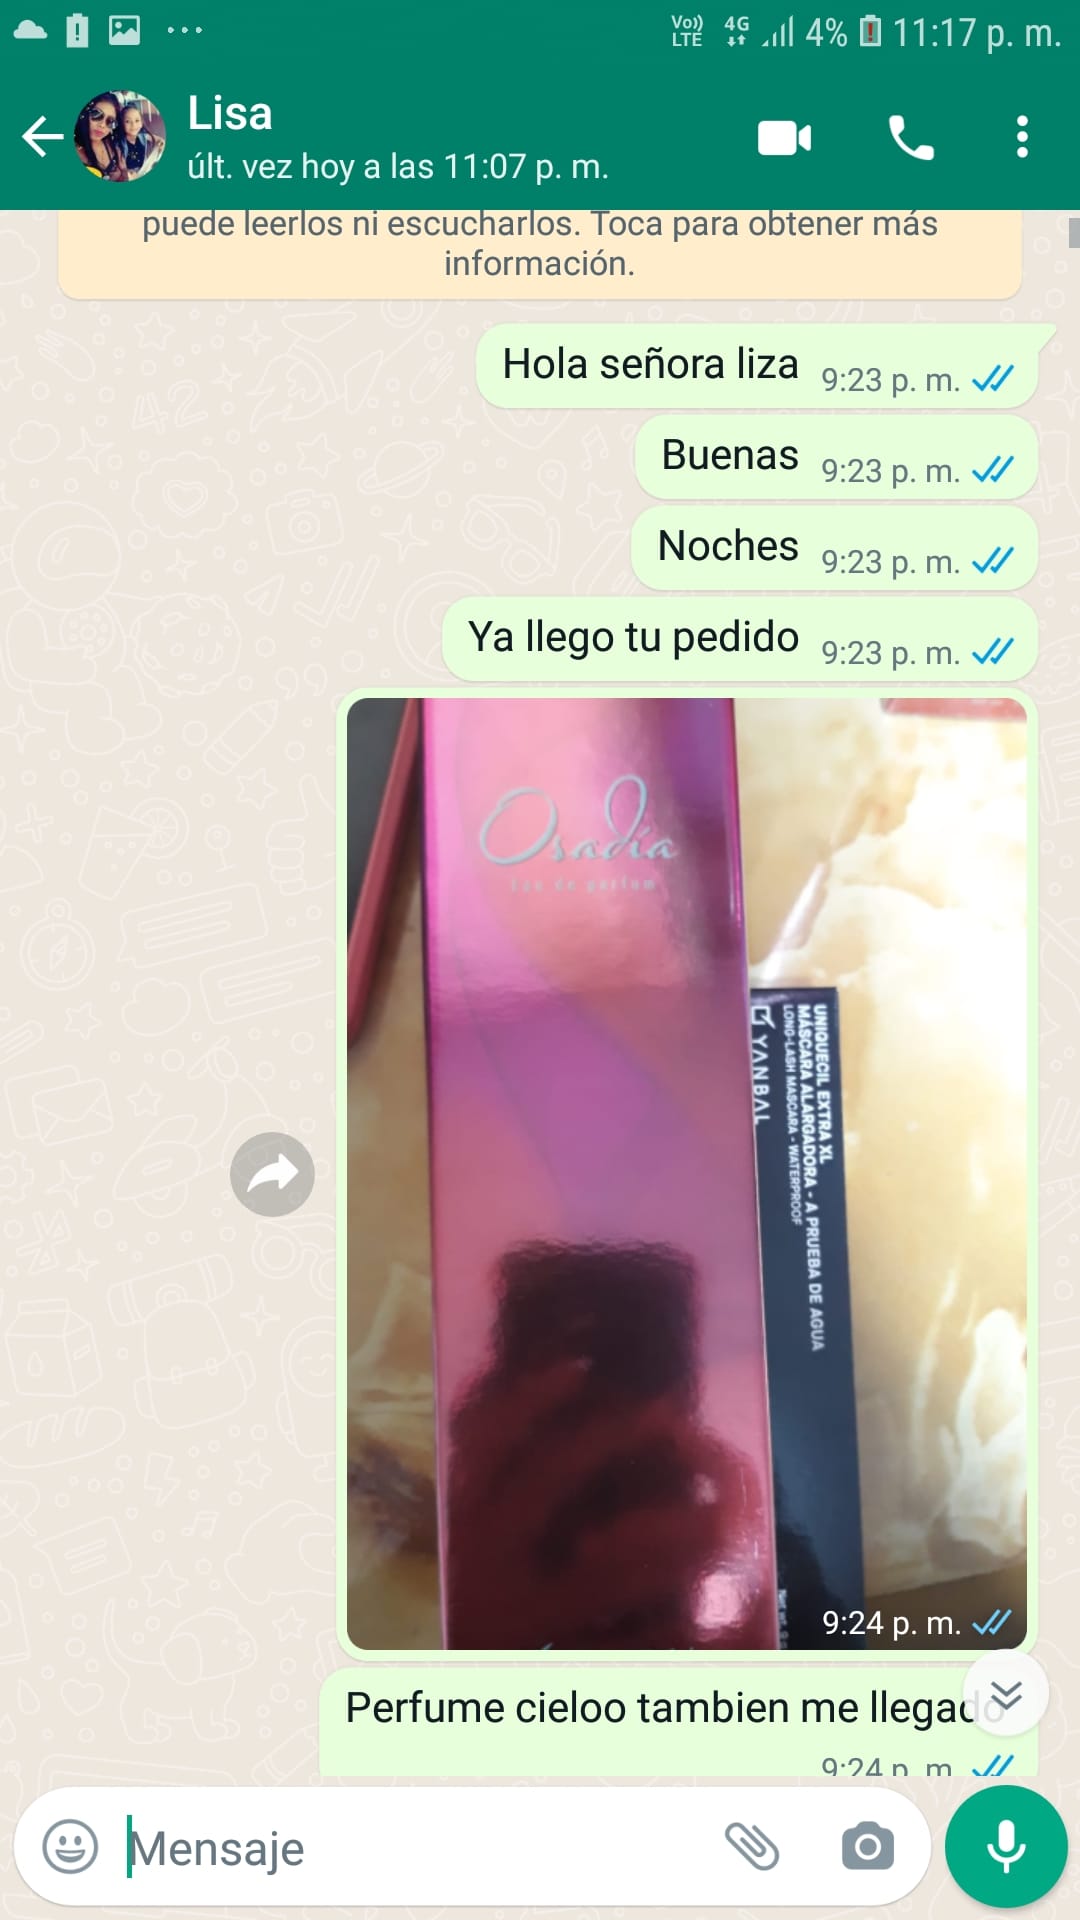 Vo)) LTE 4G 4% 11:17 p. m.
Lisa
últ. vez hoy a las 11:07 p. m.
puede leerlos ni escucharlos. Toca para obtener más
información.
Hola señora liza 9:23 p. m.
Buenas 9:23 p. m.
Noches 9:23 p. m.
Ya llego tu pedido 9:23 p. m.
Osadía
Eau de parfum
UNIQUECIL EXTRA XL
MÁSCARA ALARGADORA - A PRUEBA DE AGUA
LONG-LASH MASCARA - WATERPROOF
YANBAL
9:24 p. m.
Perfume cieloo tambien me llegado
9:24 p. m.
Mensaje